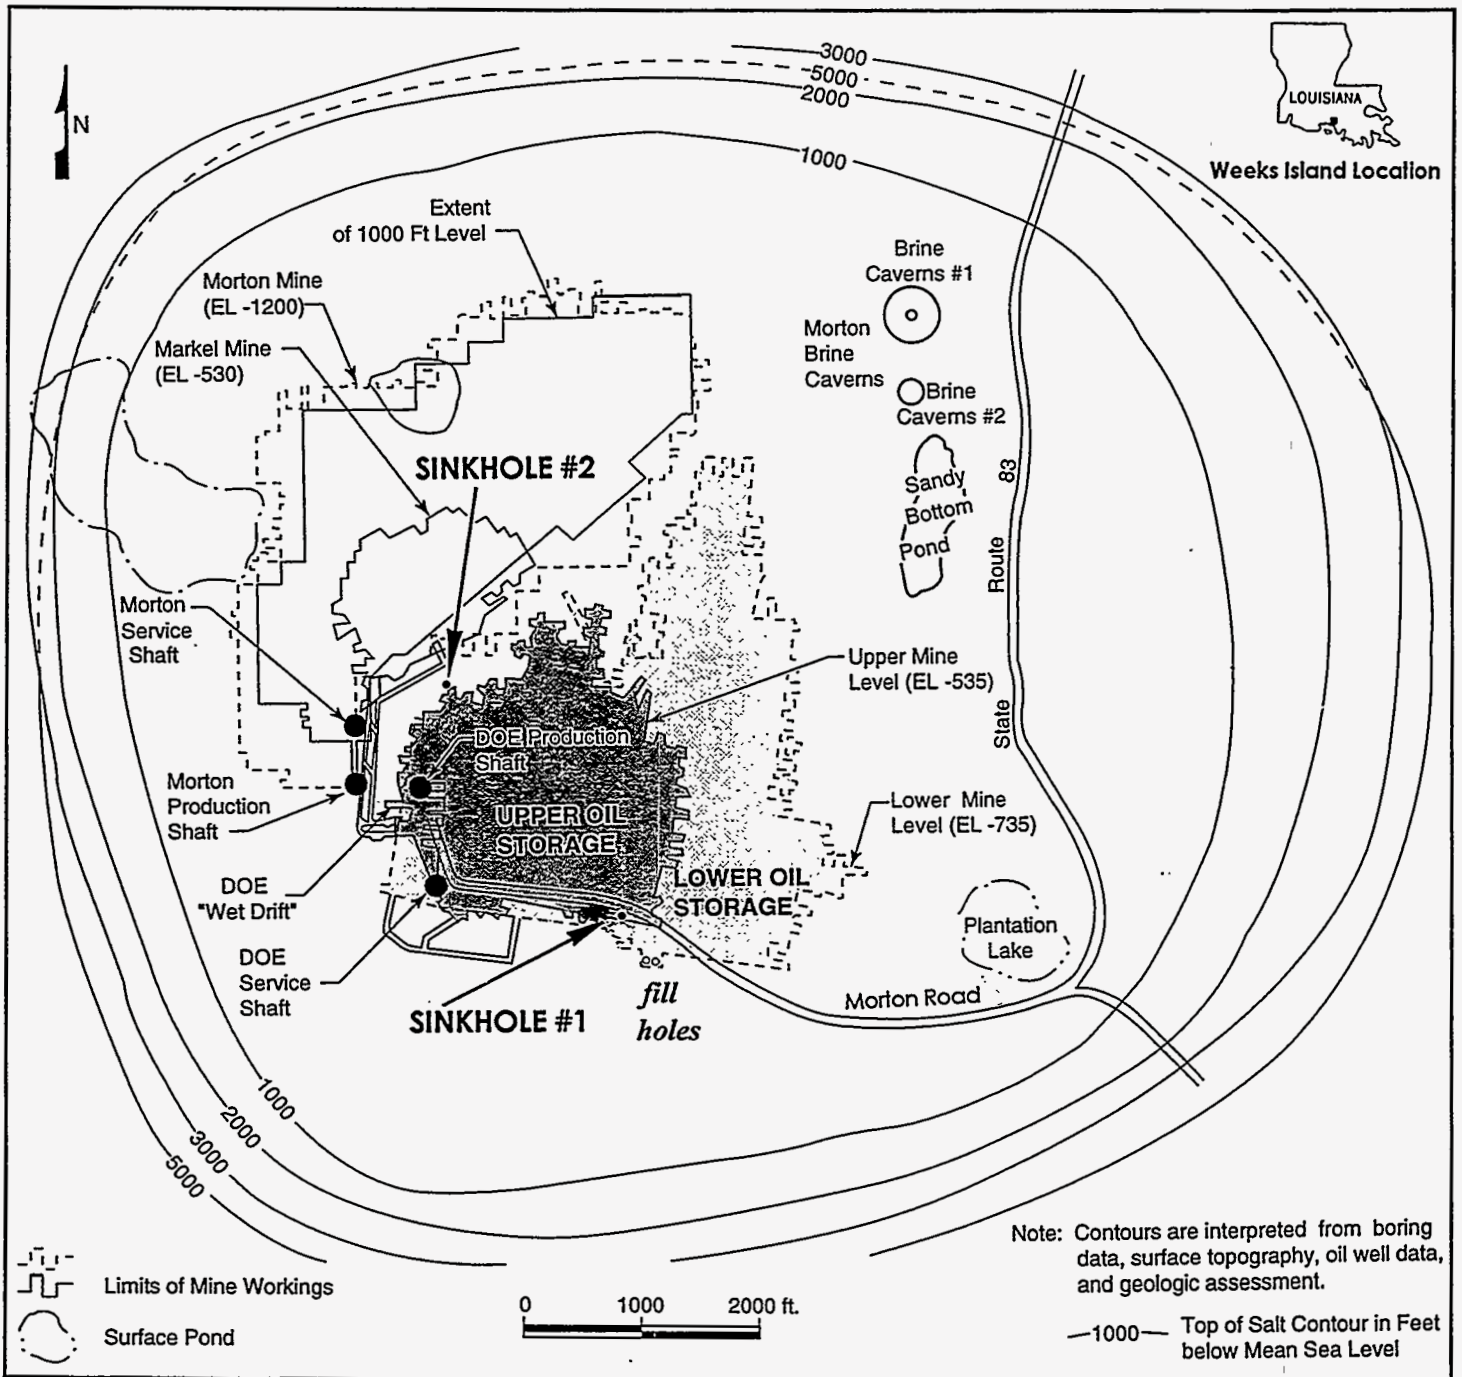 3000
5000
2000
1000
N
LOUISIANA
Weeks Island Location
Extent
of 1000 Ft Level
Morton Mine
(EL -1200)
Markel Mine
(EL -530)
Brine
Caverns #1
Morton
Brine
Caverns
Brine
Caverns #2
SINKHOLE #2
Sandy
Bottom
Pond
State Route 83
Morton
Service
Shaft
Upper Mine
Level (EL -535)
DOE Production
Shaft
Morton
Production
Shaft
UPPER OIL
STORAGE
Lower Mine
Level (EL -735)
DOE
"Wet Drift"
LOWER OIL
STORAGE
Plantation
Lake
DOE
Service
Shaft
SINKHOLE #1
fill
holes
Morton Road
1000
2000
3000
5000
Limits of Mine Workings
Surface Pond
0 1000 2000 ft.
Note: Contours are interpreted from boring
data, surface topography, oil well data,
and geologic assessment.
1000
Top of Salt Contour in Feet
below Mean Sea Level